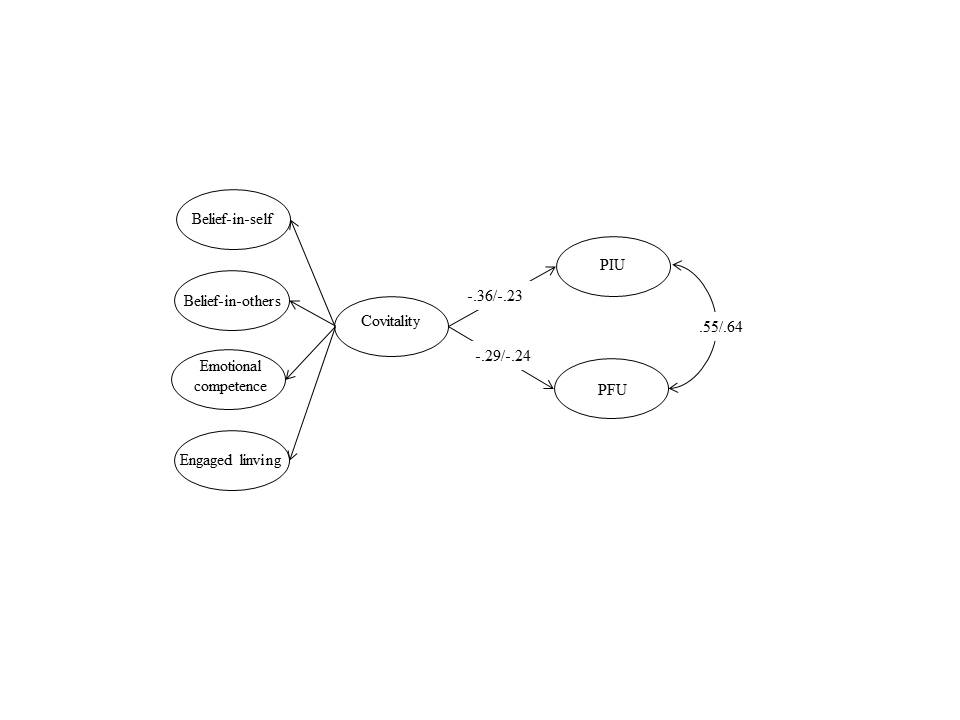 Belief-in-self
Belief-in-others
Emotional
competence
Engaged linving
Covitality
-.36/-.23
-.29/-.24
PIU
PFU
.55/.64